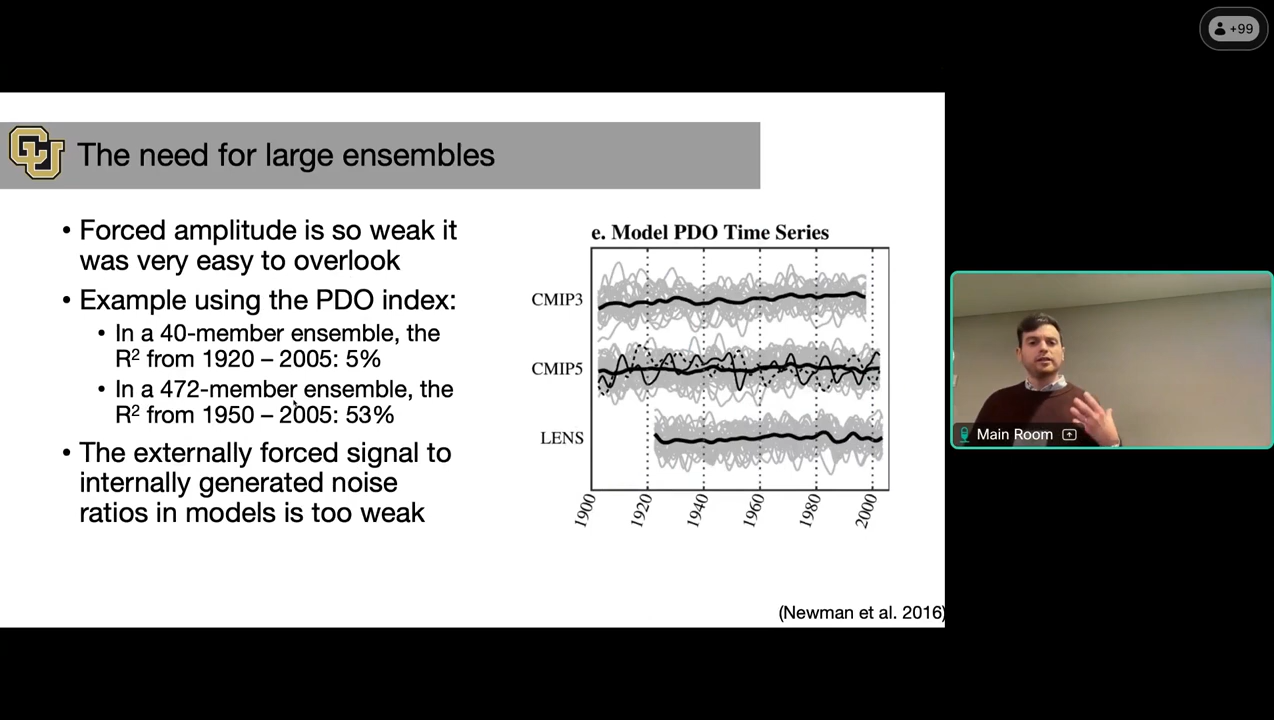 +99
CU
The need for large ensembles
• Forced amplitude is so weak it
was very easy to overlook
• Example using the PDO index:
• In a 40-member ensemble, the
R² from 1920 – 2005: 5%
• In a 472-member ensemble, the
R² from 1950 – 2005: 53%
• The externally forced signal to
internally generated noise
ratios in models is too weak
e. Model PDO Time Series
CMIP3
CMIP5
LENS
1900
1920
1940
1960
1980
2000
(Newman et al. 2016)
Main Room